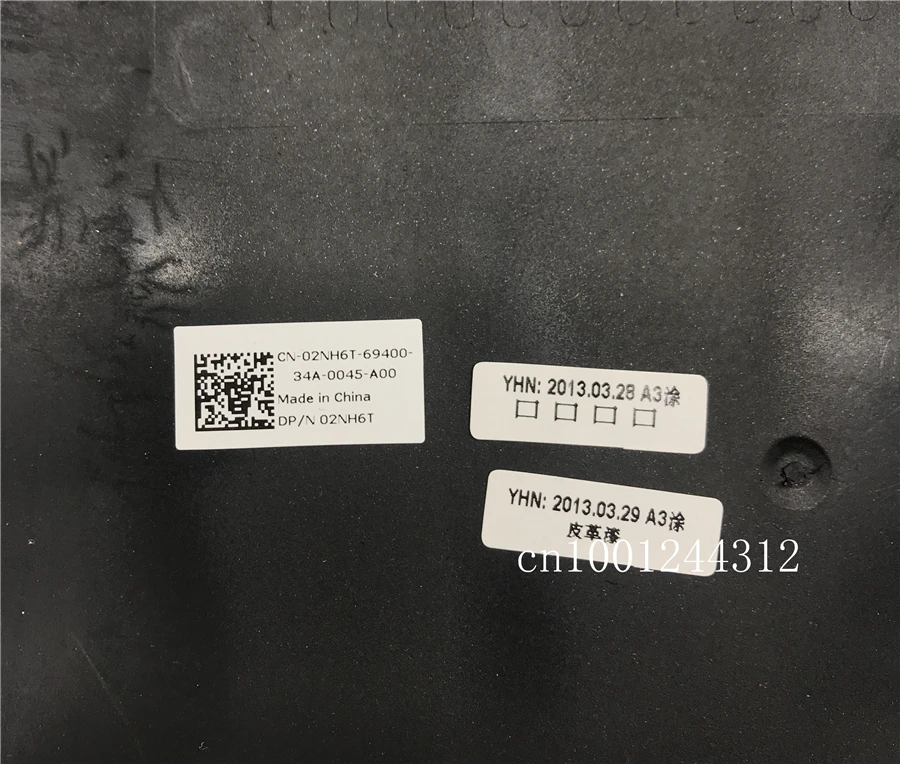 CN-02NH6T-69400-
34A-0045-A00
Made in China
DP/N 02NH6T
YHN: 2013.03.28 A3涂
□ □ □ □
YHN: 2013.03.29 A3涂
皮革漆
cn1001244312